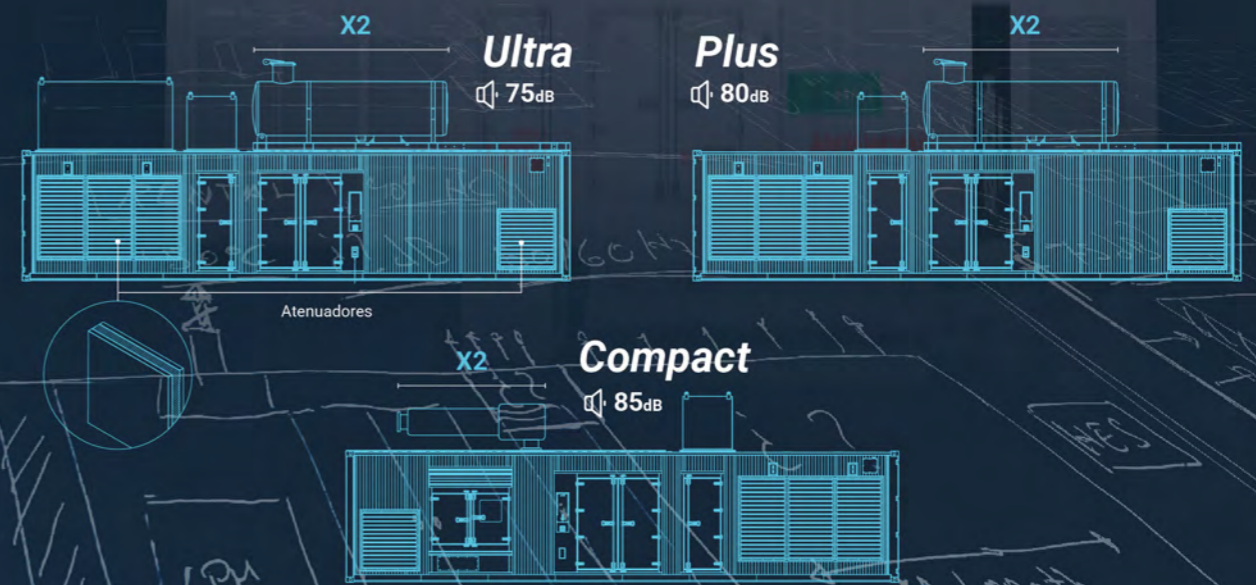 X2
Ultra
75dB
X2
Plus
80dB
Atenuadores
X2
Compact
85dB